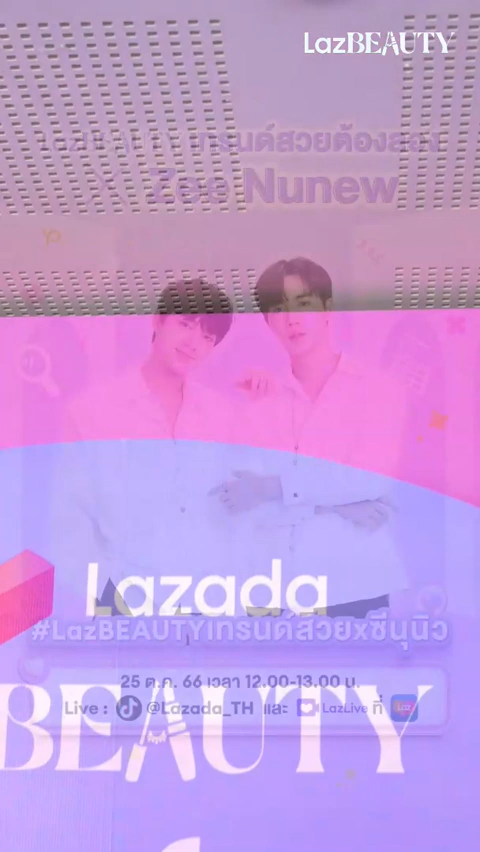 LazBEAUTY
LazBEAUTY เทรนด์สวยต้องลอง
X Zee Nunew
Lazada
#LazBEAUTYเทรนด์สวยxซีนุนิว
25 ต.ค. 66 เวลา 12.00-13.00 น.
Live : @Lazada_TH และ LazLive ที่ Laz
BEAUTY